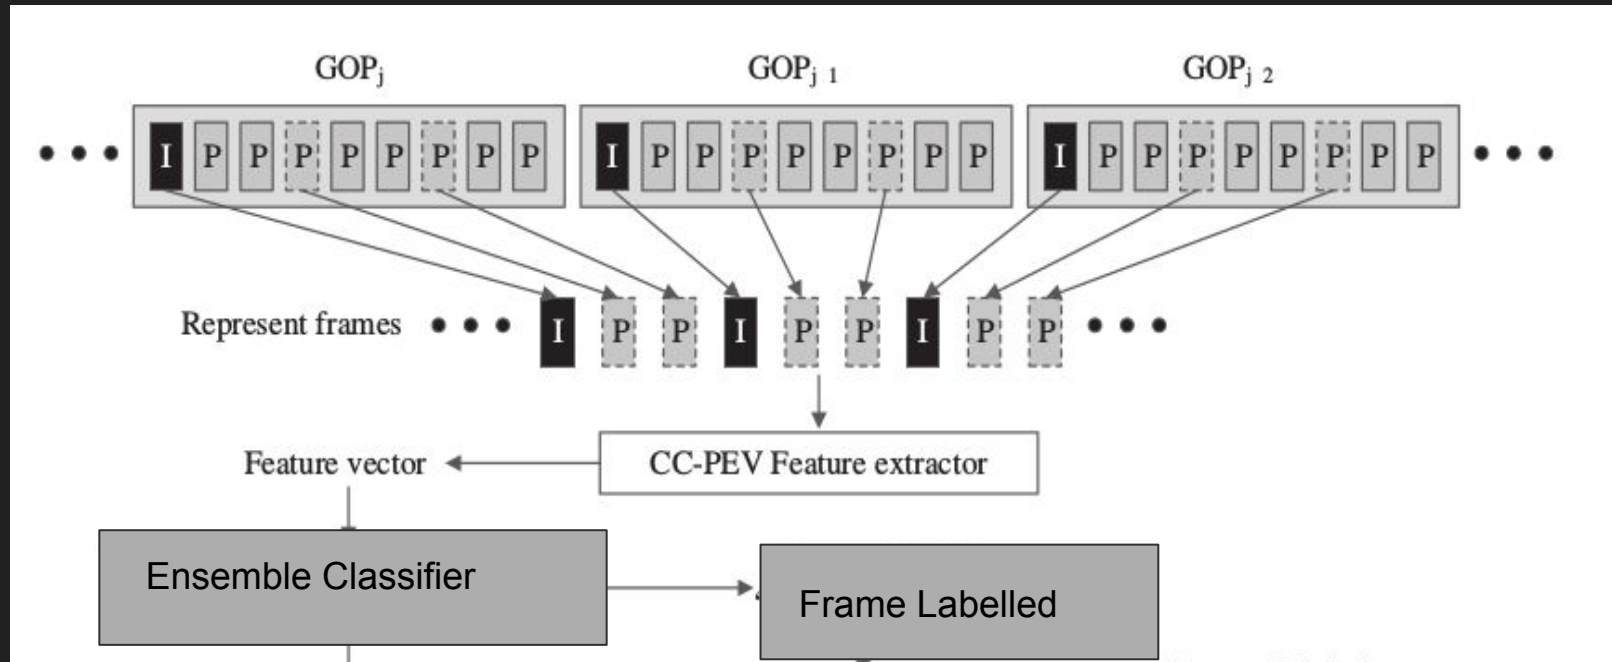 GOPj GOPj 1 GOPj 2
I P P P P P P P P I P P P P P P P P I P P P P P P P P
Represent frames I P P I P P I P P
Feature vector CC-PEV Feature extractor
Ensemble Classifier
Frame Labelled